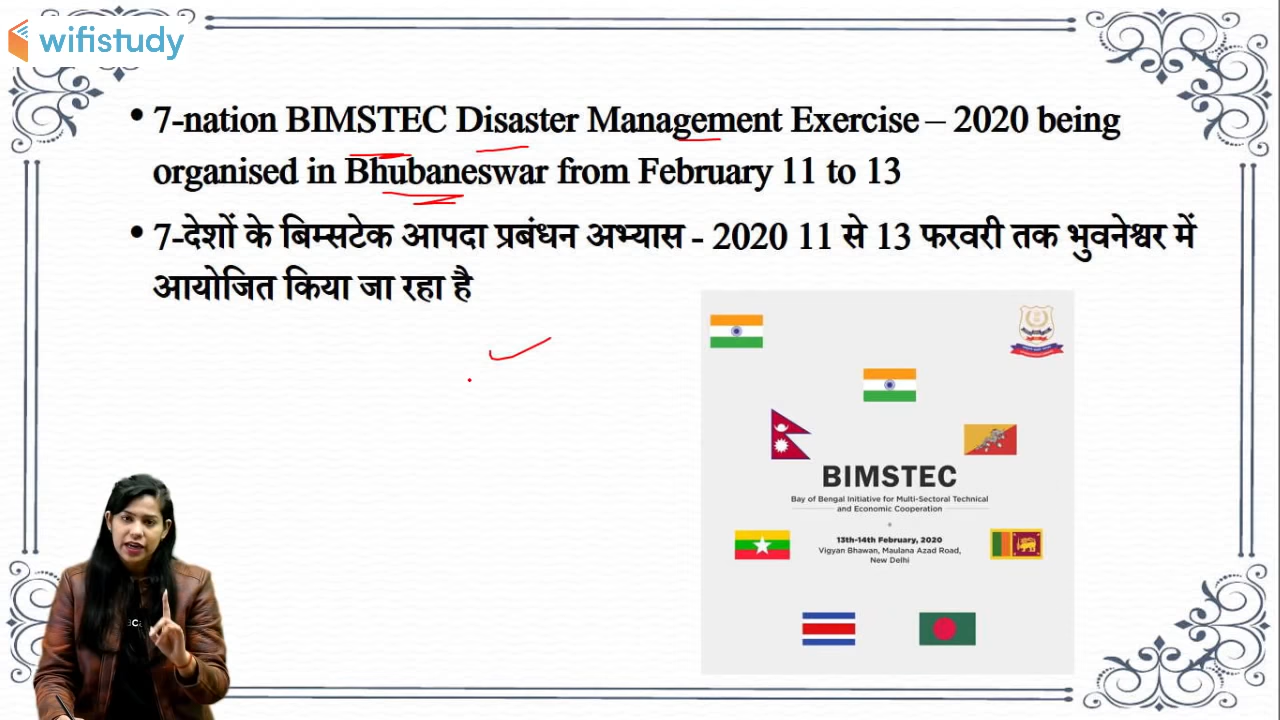 wifistudy
• 7-nation BIMSTEC Disaster Management Exercise – 2020 being
organised in Bhubaneswar from February 11 to 13
• 7-देशों के बिम्सटेक आपदा प्रबंधन अभ्यास - 2020 11 से 13 फरवरी तक भुवनेश्वर में
आयोजित किया जा रहा है
BIMSTEC
Bay of Bengal Initiative for Multi-Sectoral Technical
and Economic Cooperation
13th-14th February, 2020
Vigyan Bhawan, Maulana Azad Road,
New Delhi